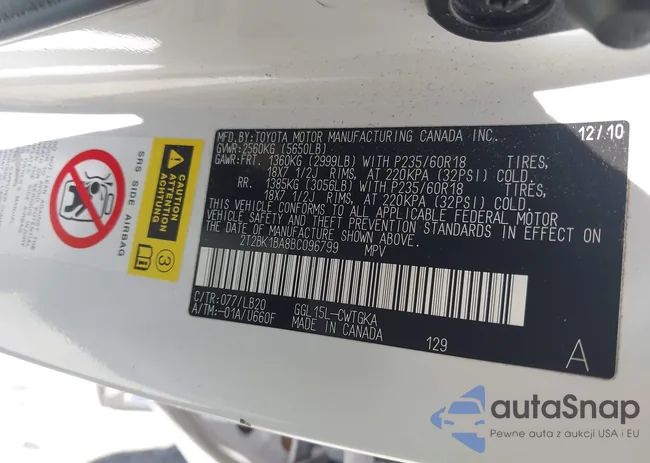 MFD.BY:TOYOTA MOTOR MANUFACTURING CANADA INC. 12/10
GVWR:2560KG (5650LB)
GAWR:FRT. 1360KG (2999LB) WITH P235/60R18 TIRES,
18X7 1/2J RIMS, AT 220KPA (32PSI) COLD.
RR. 1385KG (3056LB) WITH P235/60R18 TIRES,
18X7 1/2J RIMS, AT 220KPA (32PSI) COLD.
THIS VEHICLE CONFORMS TO ALL APPLICABLE FEDERAL MOTOR
VEHICLE SAFETY AND THEFT PREVENTION STANDARDS IN EFFECT ON
THE DATE OF MANUFACTURE SHOWN ABOVE.
2T2BK1BA8BC096799 MPV
C/TR:077/LB20 GGL15L-CWTGKA
A/TM:-01A/U660F MADE IN CANADA 129 A
SRS SIDE AIRBAG
CAUTION
ATTENTION
ACHTUNG
3
autaSnap
Pewne auta z aukcji USA i EU